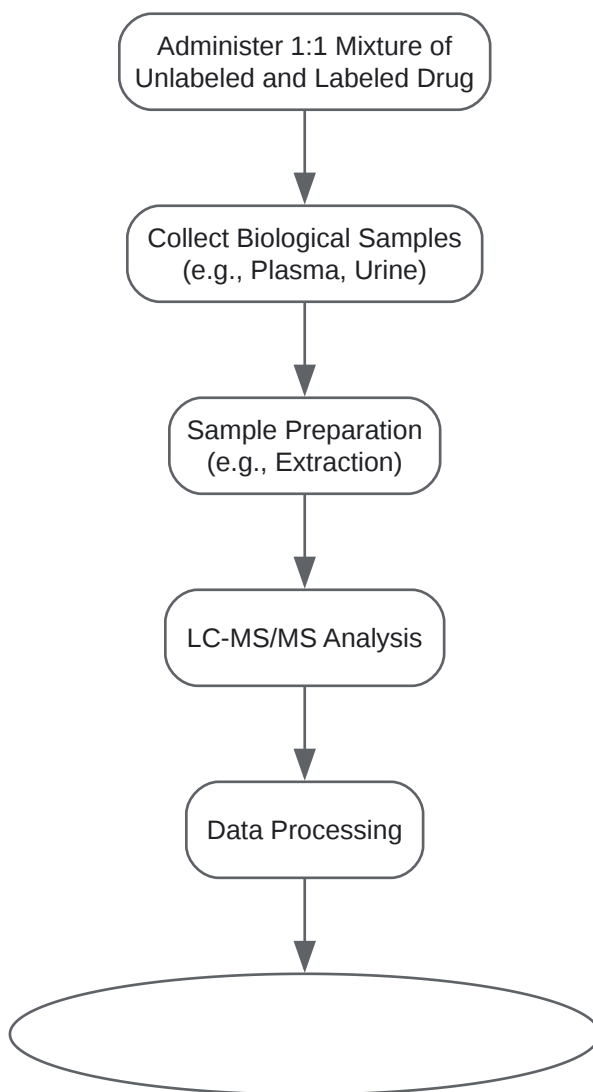 Administer 1:1 Mixture of
Unlabeled and Labeled Drug
Collect Biological Samples
(e.g., Plasma, Urine)
Sample Preparation
(e.g., Extraction)
LC-MS/MS Analysis
Data Processing